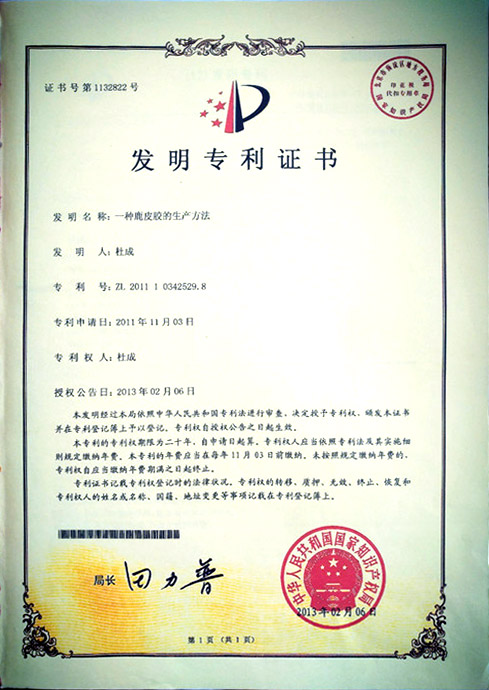 证书号第1132822号
印花税
代扣专用章
发明专利证书
发明名称：一种鹿皮胶的生产方法
发明人：杜成
专利号：ZL 2011 1 0342529.8
专利申请日：2011年11月03日
专利权人：杜成
授权公告日：2013年02月06日
本发明经过本局依照中华人民共和国专利法进行审查，决定授予专利权，颁发本证书
并在专利登记簿上予以登记。专利权自授权公告之日起生效。
本专利的专利权期限为二十年，自申请日起算。专利权人应当依照专利法及其实施细
则规定缴纳年费。本专利的年费应当在每年11月03日前缴纳。未按照规定缴纳年费的，
专利权自应当缴纳年费期满之日起终止。
专利证书记载专利权登记时的法律状况。专利权的转移、质押、无效、终止、恢复和
专利权人的姓名或名称、国籍、地址变更等事项记载在专利登记簿上。
局长 田力普
中华人民共和国国家知识产权局
2013年02月06日
第1页（共1页）